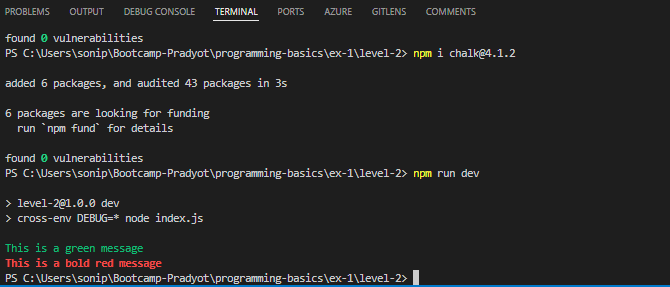 PROBLEMS OUTPUT DEBUG CONSOLE TERMINAL PORTS AZURE GITLENS COMMENTS
found 0 vulnerabilities
PS C:\Users\sonip\Bootcamp-Pradyot\programming-basics\ex-1\level-2> npm i chalk@4.1.2
added 6 packages, and audited 43 packages in 3s
6 packages are looking for funding
run `npm fund` for details
found 0 vulnerabilities
PS C:\Users\sonip\Bootcamp-Pradyot\programming-basics\ex-1\level-2> npm run dev
> level-2@1.0.0 dev
> cross-env DEBUG=* node index.js
This is a green message
This is a bold red message
PS C:\Users\sonip\Bootcamp-Pradyot\programming-basics\ex-1\level-2>